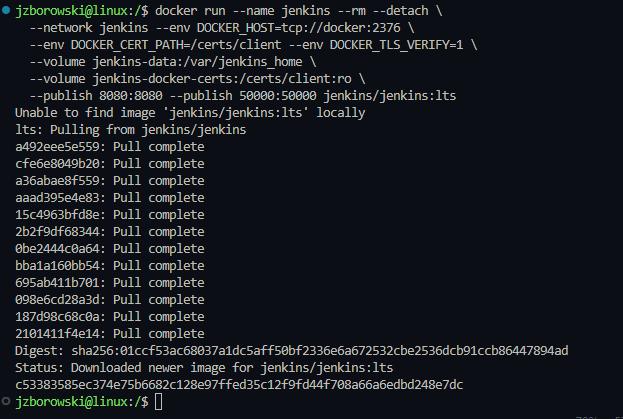 jzborowski@linux:/$ docker run --name jenkins --rm --detach \
--network jenkins --env DOCKER_HOST=tcp://docker:2376 \
--env DOCKER_CERT_PATH=/certs/client --env DOCKER_TLS_VERIFY=1 \
--volume jenkins-data:/var/jenkins_home \
--volume jenkins-docker-certs:/certs/client:ro \
--publish 8080:8080 --publish 50000:50000 jenkins/jenkins:lts
Unable to find image 'jenkins/jenkins:lts' locally
lts: Pulling from jenkins/jenkins
a492eee5e559: Pull complete
cfe6e8049b20: Pull complete
a36abae8f559: Pull complete
aaad395e4e83: Pull complete
15c4963bfd8e: Pull complete
2b2f9df68344: Pull complete
0be2444c0a64: Pull complete
bba1a160bb54: Pull complete
695ab411b701: Pull complete
098e6cd28a3d: Pull complete
187d98c68c0a: Pull complete
2101411f4e14: Pull complete
Digest: sha256:01ccf53ac68037a1dc5aff50bf2336e6a672532cbe2536dcb91ccb86447894ad
Status: Downloaded newer image for jenkins/jenkins:lts
c53383585ec374e75b6682c128e97ffed35c12f9fd44f708a66a6edbd248e7dc
jzborowski@linux:/$